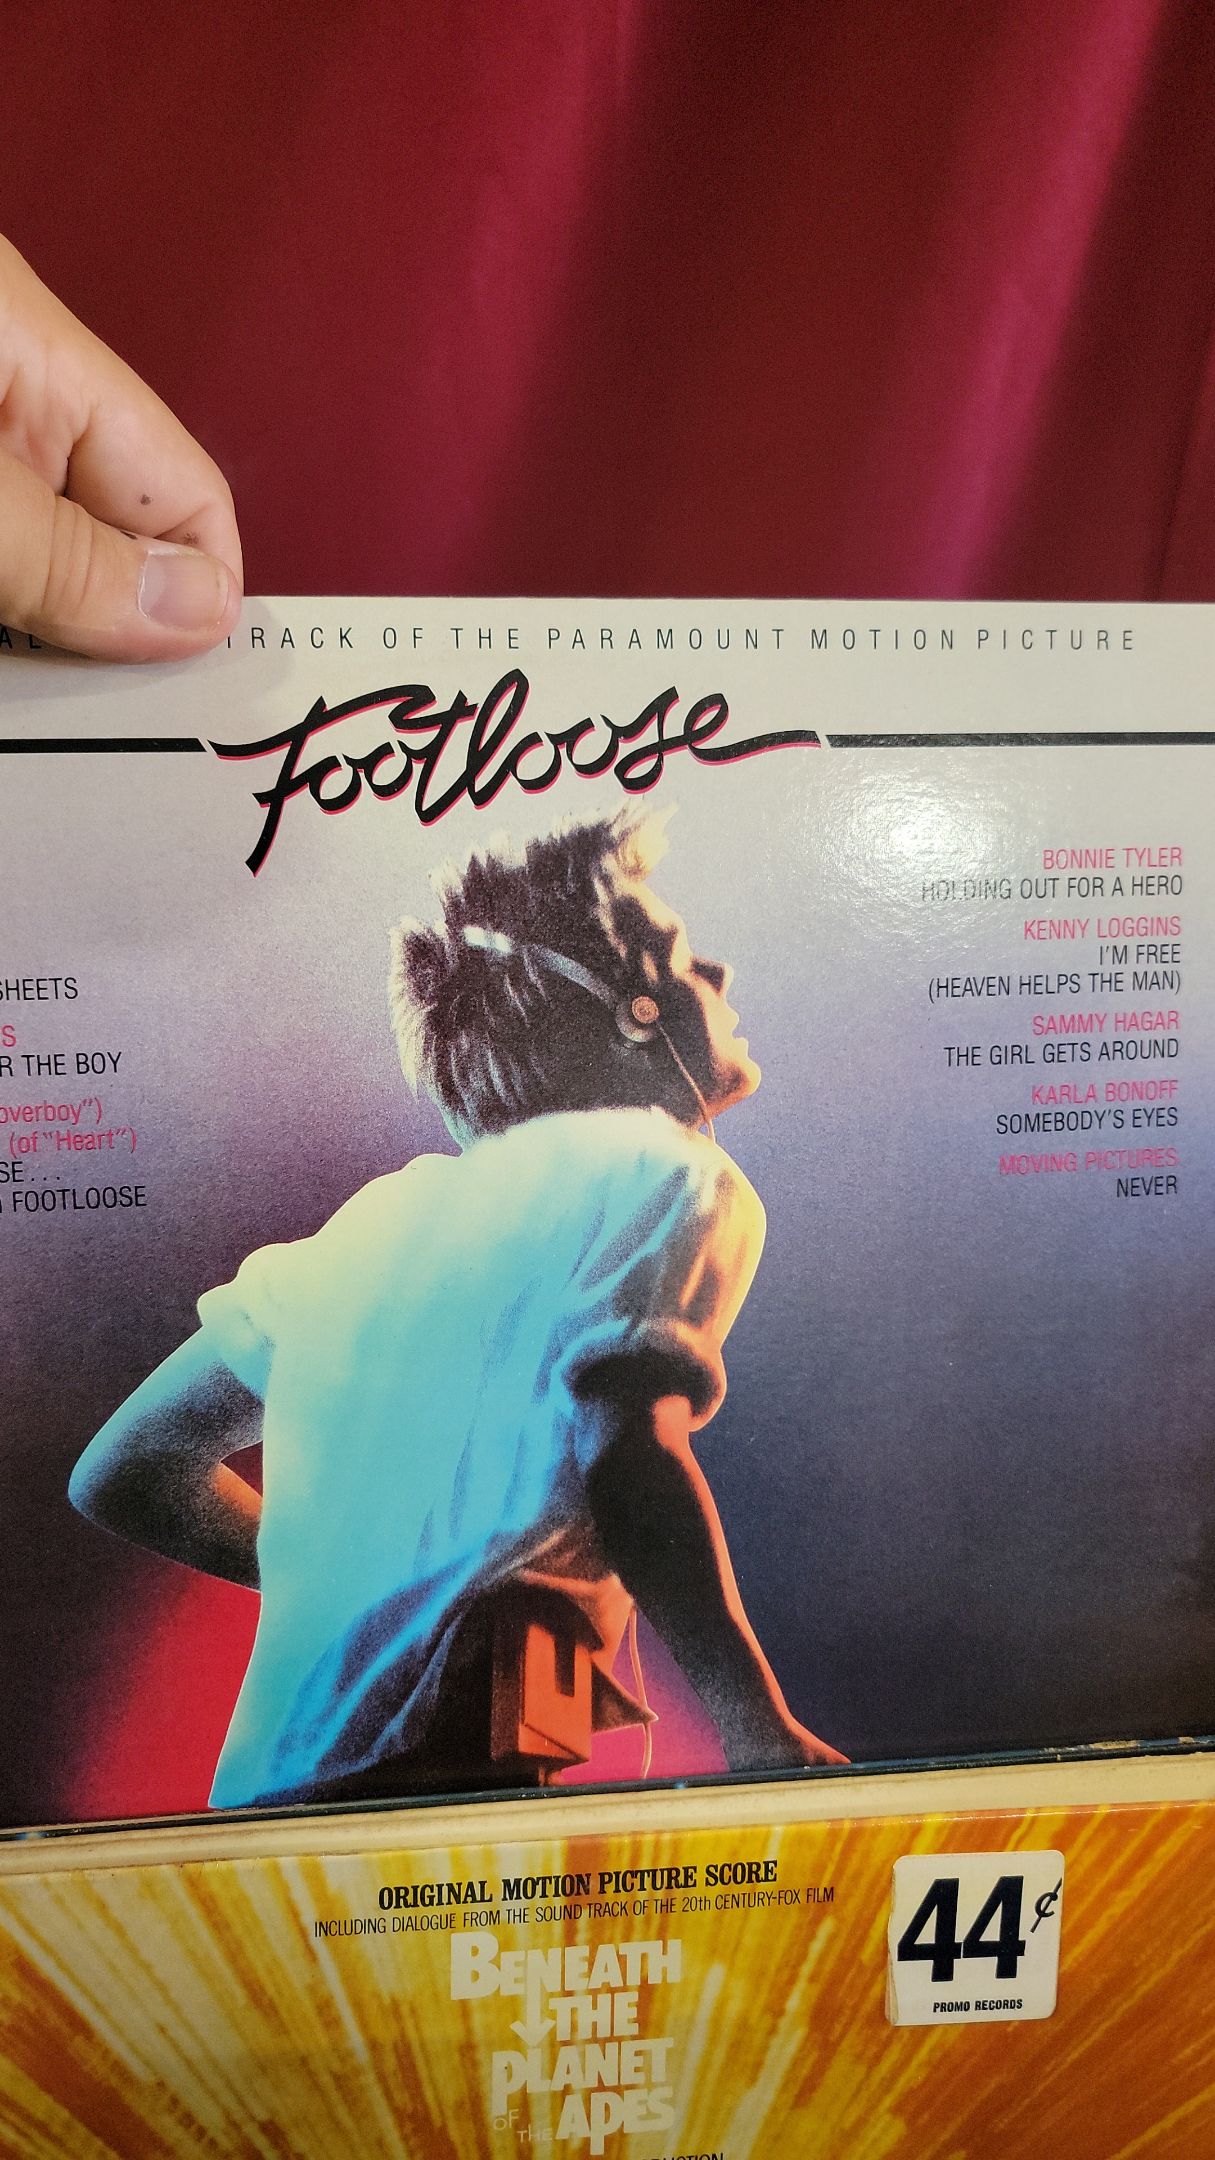 TRACK OF THE PARAMOUNT MOTION PICTURE
Footloose
SHEETS
S
R THE BOY
overboy")
(of "Heart")
SE...
FOOTLOOSE
BONNIE TYLER
HOLDING OUT FOR A HERO
KENNY LOGGINS
I'M FREE
(HEAVEN HELPS THE MAN)
SAMMY HAGAR
THE GIRL GETS AROUND
KARLA BONOFF
SOMEBODY'S EYES
MOVING PICTURES
NEVER
ORIGINAL MOTION PICTURE SCORE
INCLUDING DIALOGUE FROM THE SOUND TRACK OF THE 20th CENTURY-FOX FILM
BENEATH
THE
PLANET
OF THE APES
44¢
PROMO RECORDS